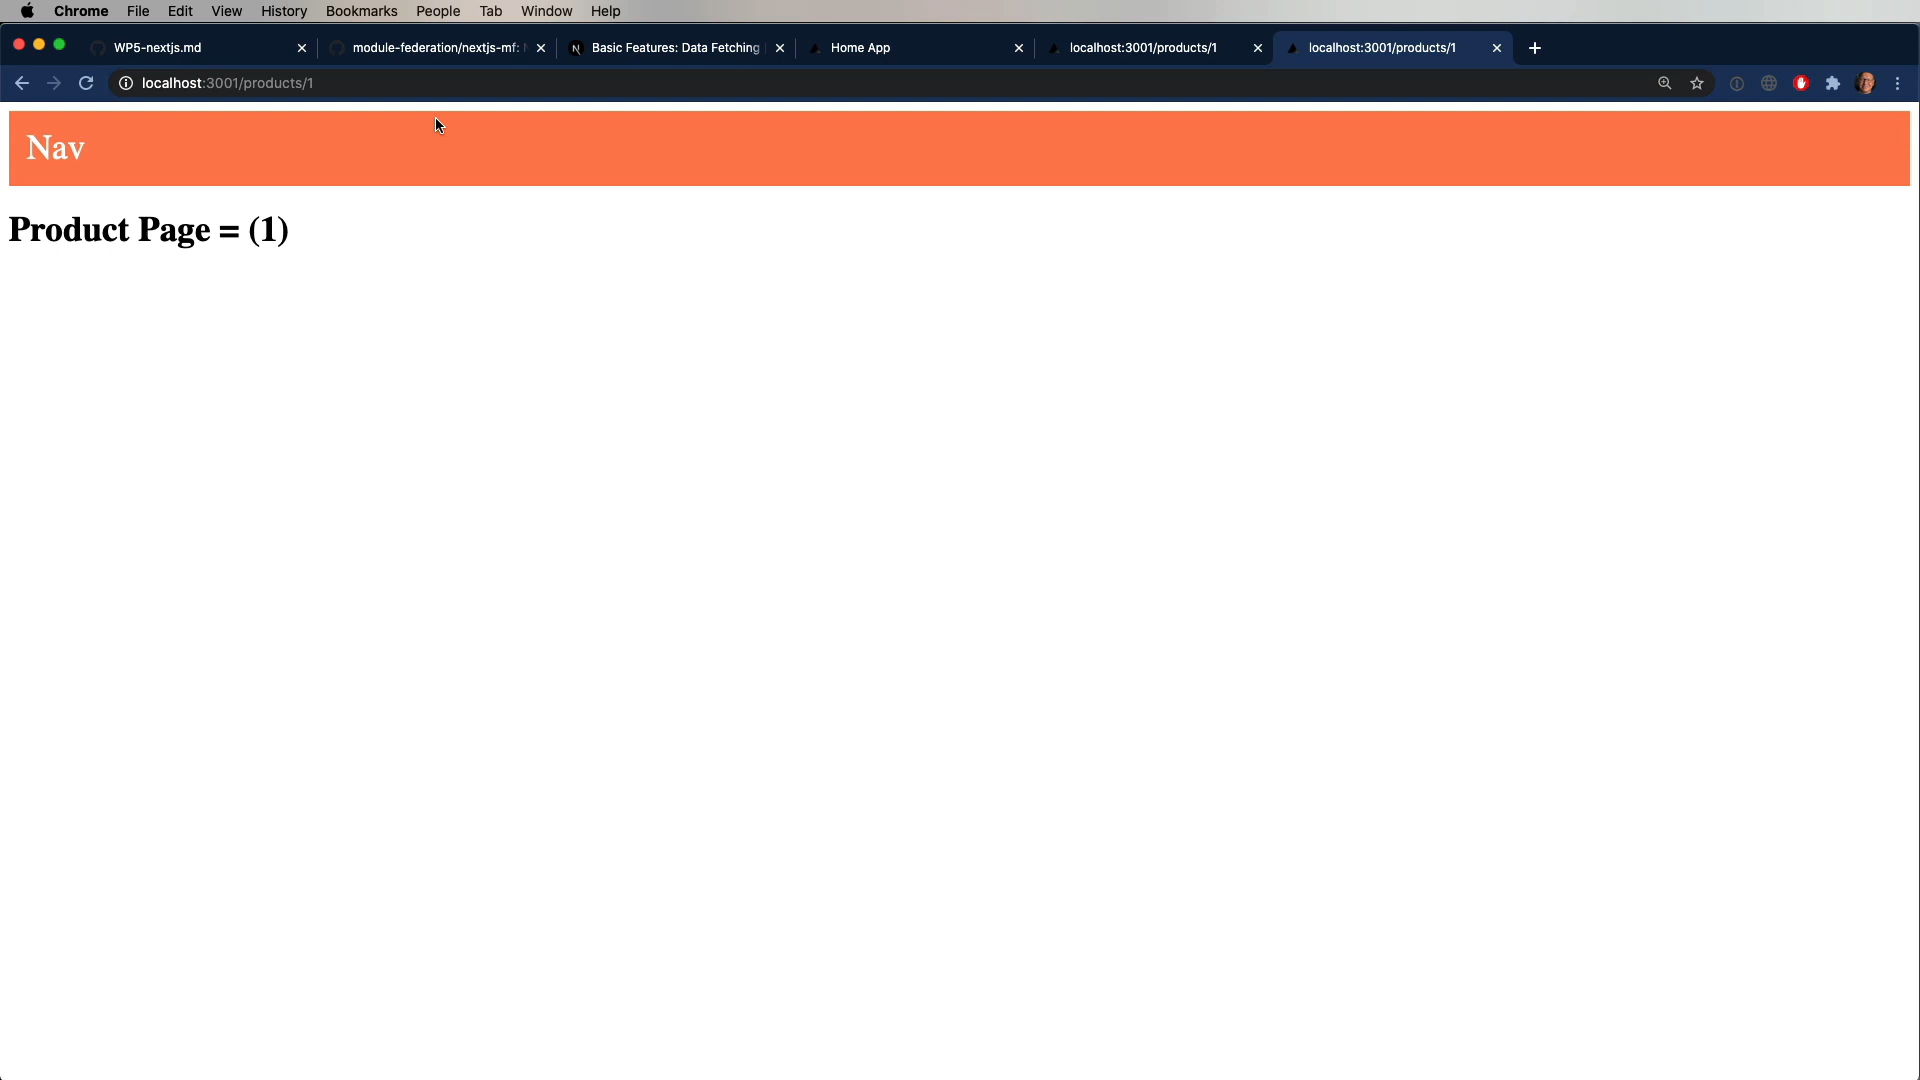 Chrome File Edit View History Bookmarks People Tab Window Help
WP5-nextjs.md module-federation/nextjs-mf: Basic Features: Data Fetching Home App localhost:3001/products/1 localhost:3001/products/1
localhost:3001/products/1
Nav
Product Page = (1)